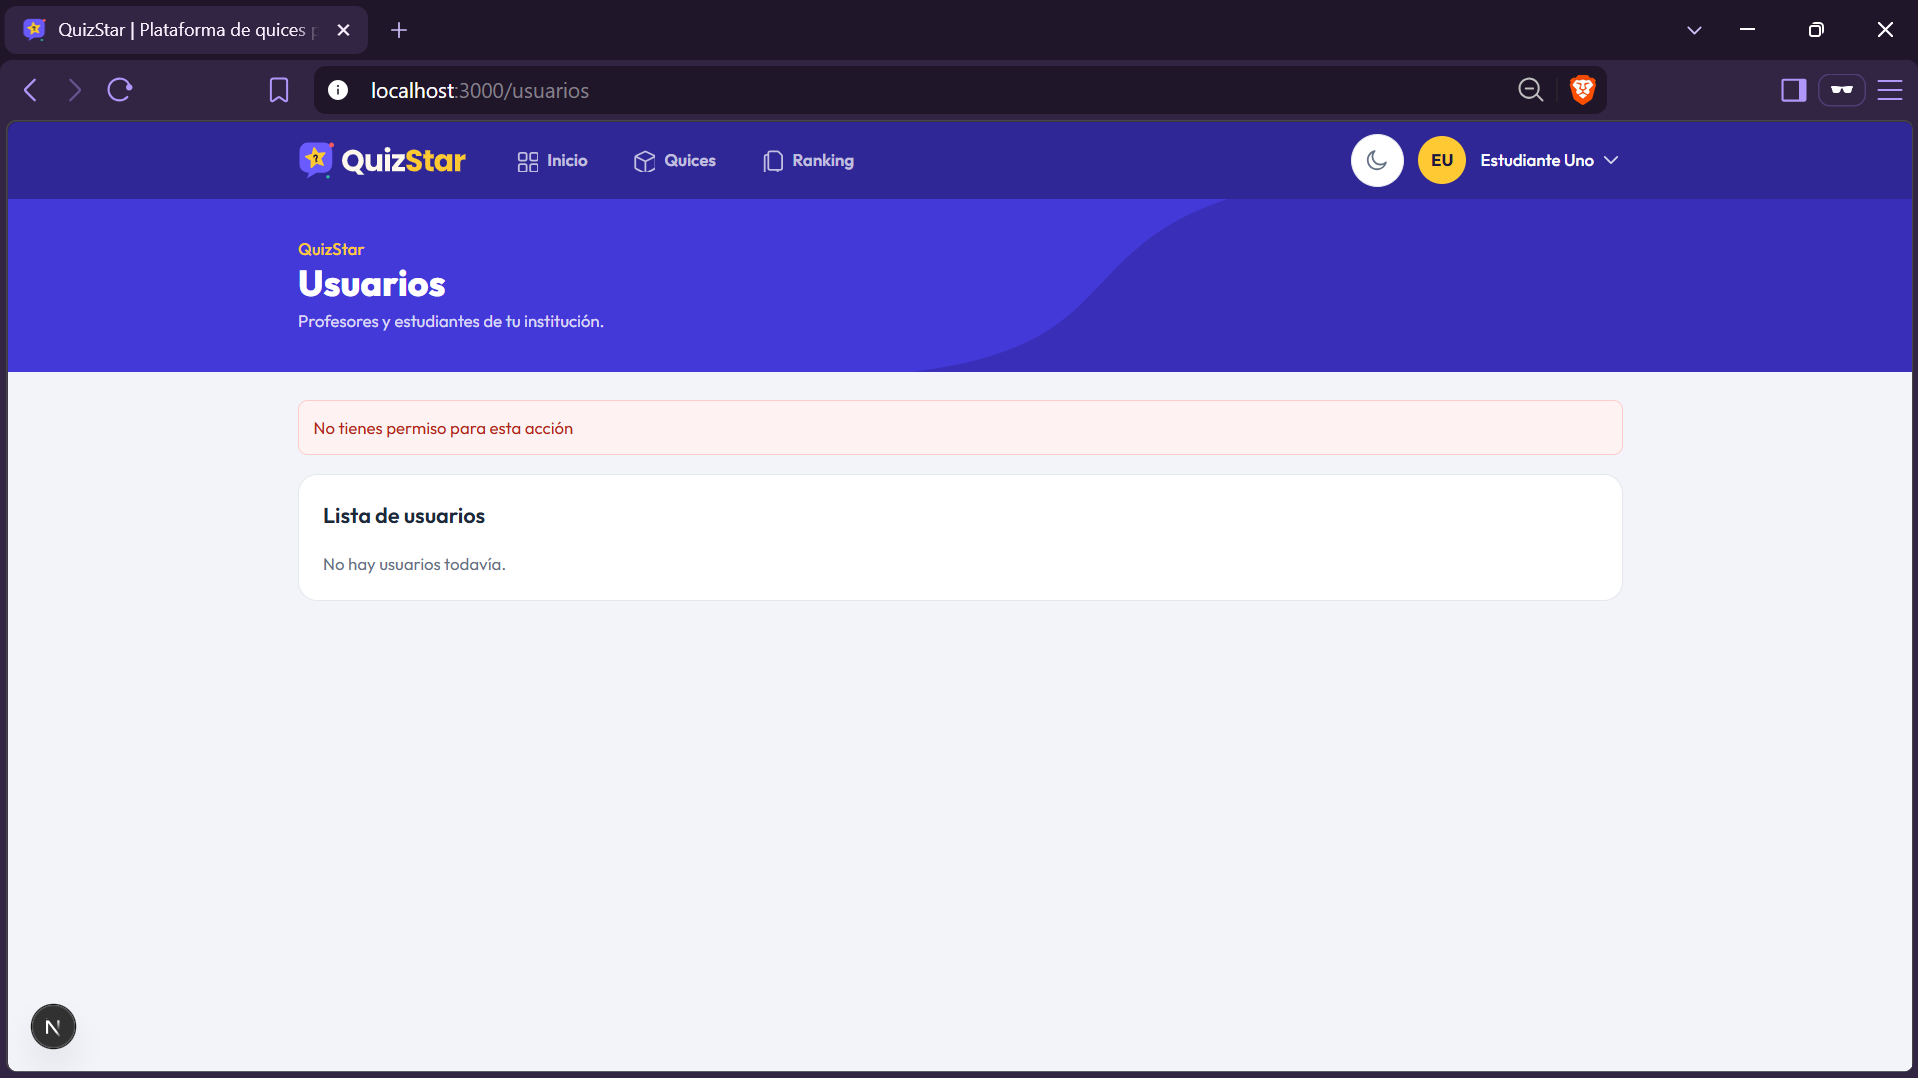 QuizStar | Plataforma de quices p
localhost:3000/usuarios
QuizStar
Inicio
Quices
Ranking
EU
Estudiante Uno
QuizStar
Usuarios
Profesores y estudiantes de tu institución.
No tienes permiso para esta acción
Lista de usuarios
No hay usuarios todavía.
N